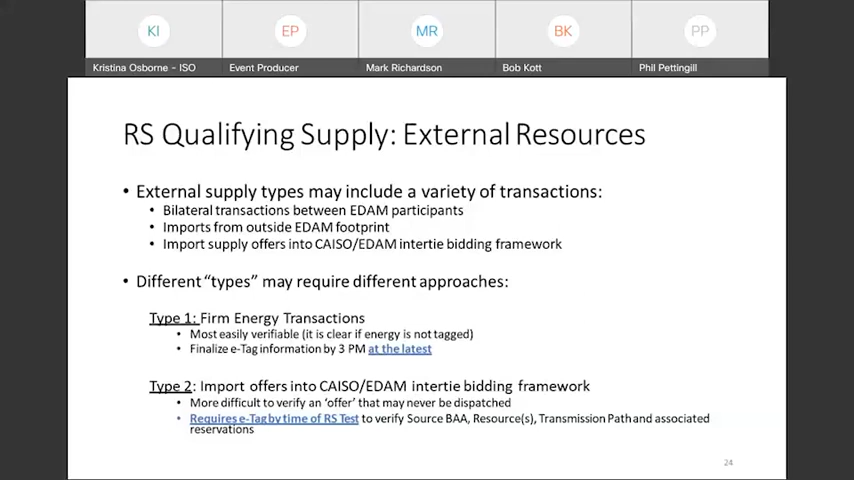 KI EP MR BK PP
Kristina Osborne - ISO Event Producer Mark Richardson Bob Kott Phil Pettingill
RS Qualifying Supply: External Resources
• External supply types may include a variety of transactions:
• Bilateral transactions between EDAM participants
• Imports from outside EDAM footprint
• Import supply offers into CAISO/EDAM intertie bidding framework
• Different “types” may require different approaches:
Type 1: Firm Energy Transactions
• Most easily verifiable (it is clear if energy is not tagged)
• Finalize e-Tag information by 3 PM at the latest
Type 2: Import offers into CAISO/EDAM intertie bidding framework
• More difficult to verify an ‘offer’ that may never be dispatched
• Requires e-Tag by time of RS Test to verify Source BAA, Resource(s), Transmission Path and associated
reservations
24